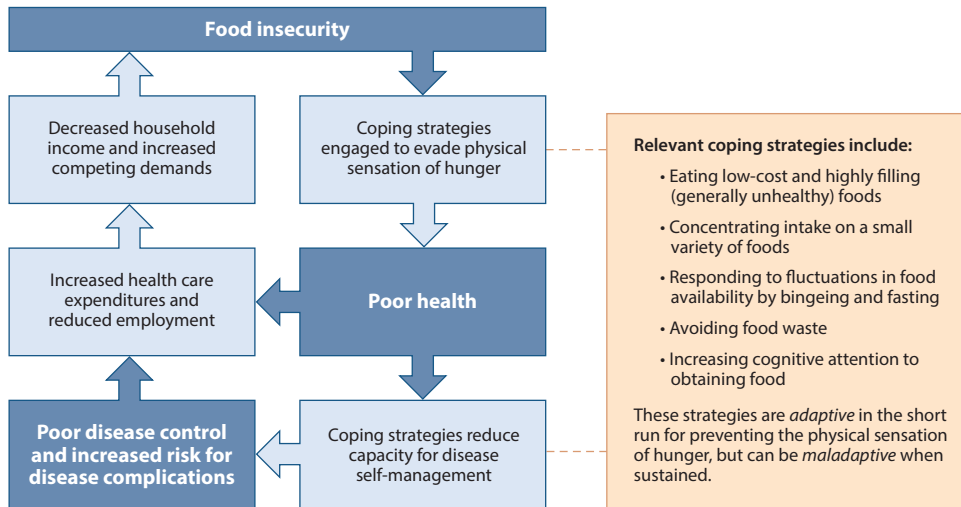 Food insecurity
Decreased household
income and increased
competing demands
Coping strategies
engaged to evade physical
sensation of hunger
Increased health care
expenditures and
reduced employment
Poor health
Poor disease control
and increased risk for
disease complications
Coping strategies reduce
capacity for disease
self-management
Relevant coping strategies include:
• Eating low-cost and highly filling
(generally unhealthy) foods
• Concentrating intake on a small
variety of foods
• Responding to fluctuations in food
availability by bingeing and fasting
• Avoiding food waste
• Increasing cognitive attention to
obtaining food
These strategies are adaptive in the short
run for preventing the physical sensation
of hunger, but can be maladaptive when
sustained.